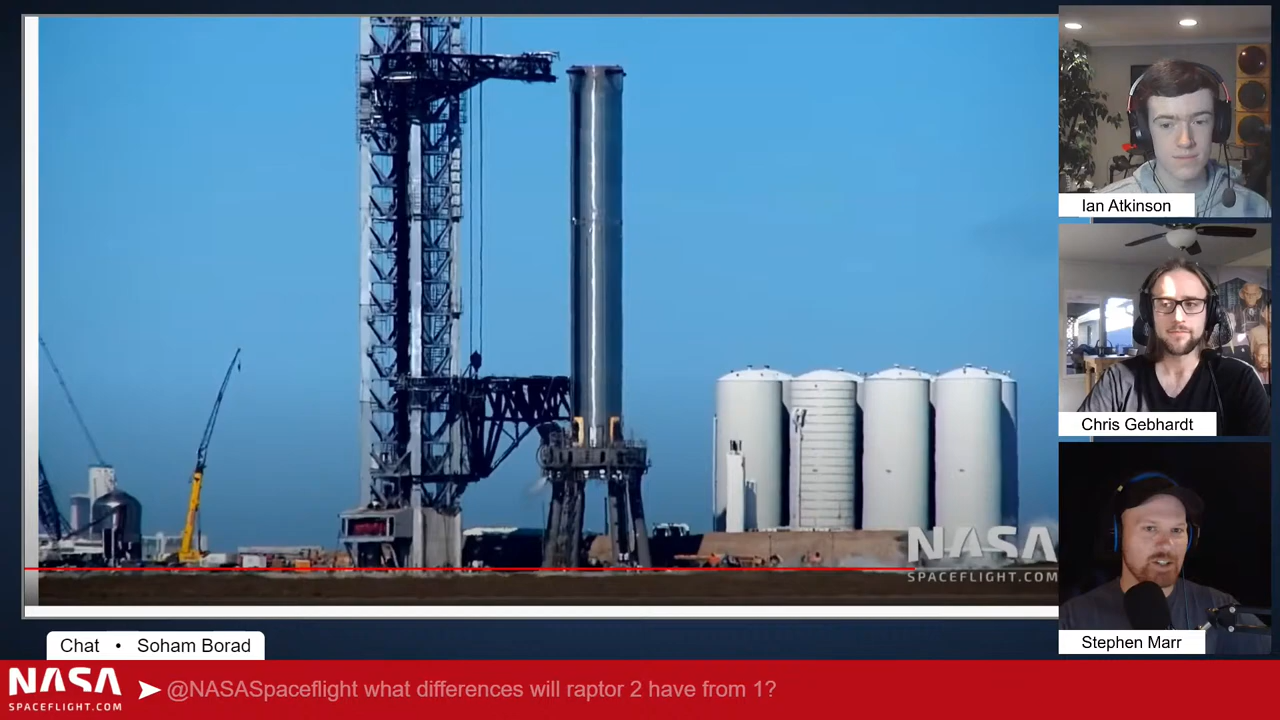 NASA
SPACEFLIGHT.COM
Ian Atkinson
Chris Gebhardt
Stephen Marr
Chat • Soham Borad
NASA
SPACEFLIGHT.COM
@NASASpaceflight what differences will raptor 2 have from 1?